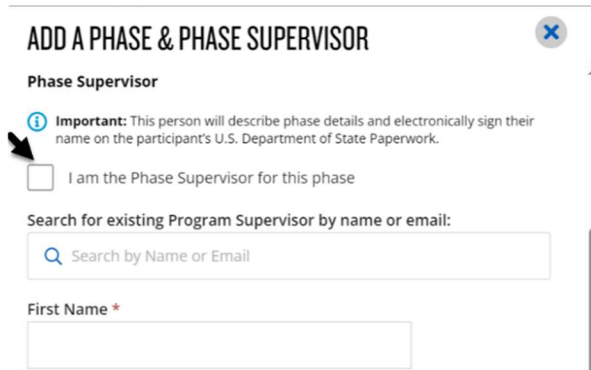 ADD A PHASE & PHASE SUPERVISOR
Phase Supervisor
Important: This person will describe phase details and electronically sign their
name on the participant's U.S. Department of State Paperwork.
I am the Phase Supervisor for this phase
Search for existing Program Supervisor by name or email:
Search by Name or Email
First Name *